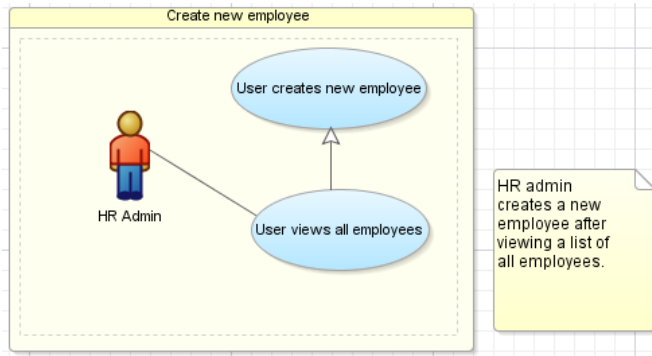 Create new employee
User creates new employee
HR Admin
User views all employees
HR admin
creates a new
employee after
viewing a list of
all employees.